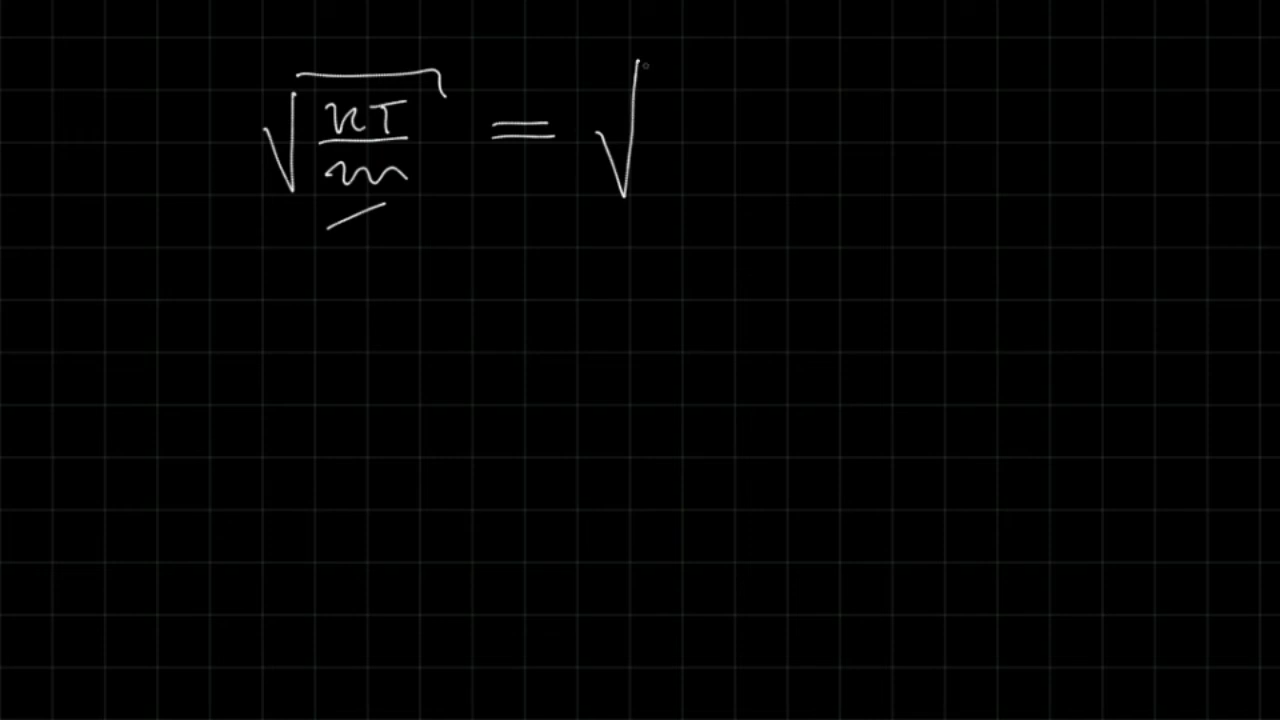 √(kT/m) = √